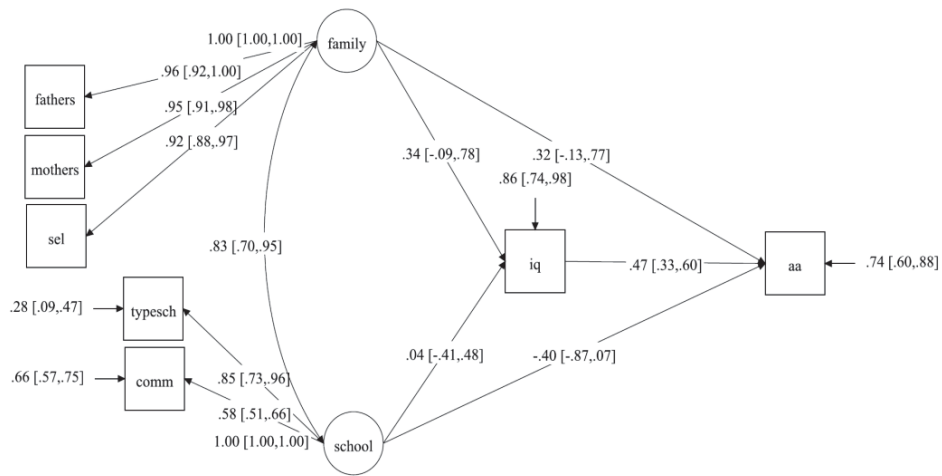 1.00 [1.00,1.00]
family
.96 [.92,1.00]
fathers
.95 [.91,.98]
.92 [.88,.97]
mothers
.34 [-.09,.78]
.32 [-.13,.77]
.86 [.74,.98]
sel
.83 [.70,.95]
iq
.47 [.33,.60]
aa
.74 [.60,.88]
.28 [.09,.47]
typesch
.04 [-.41,.48]
-.40 [-.87,.07]
.66 [.57,.75]
comm
.85 [.73,.96]
.58 [.51,.66]
1.00 [1.00,1.00]
school